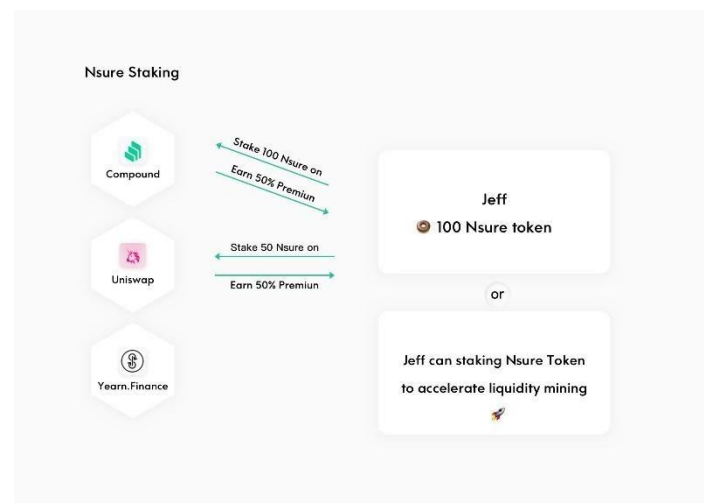 Nsure Staking
Compound
Stake 100 Nsure on
Earn 50% Premiun
Jeff
100 Nsure token
Uniswap
Stake 50 Nsure on
Earn 50% Premiun
or
Yearn.Finance
Jeff can staking Nsure Token
to accelerate liquidity mining